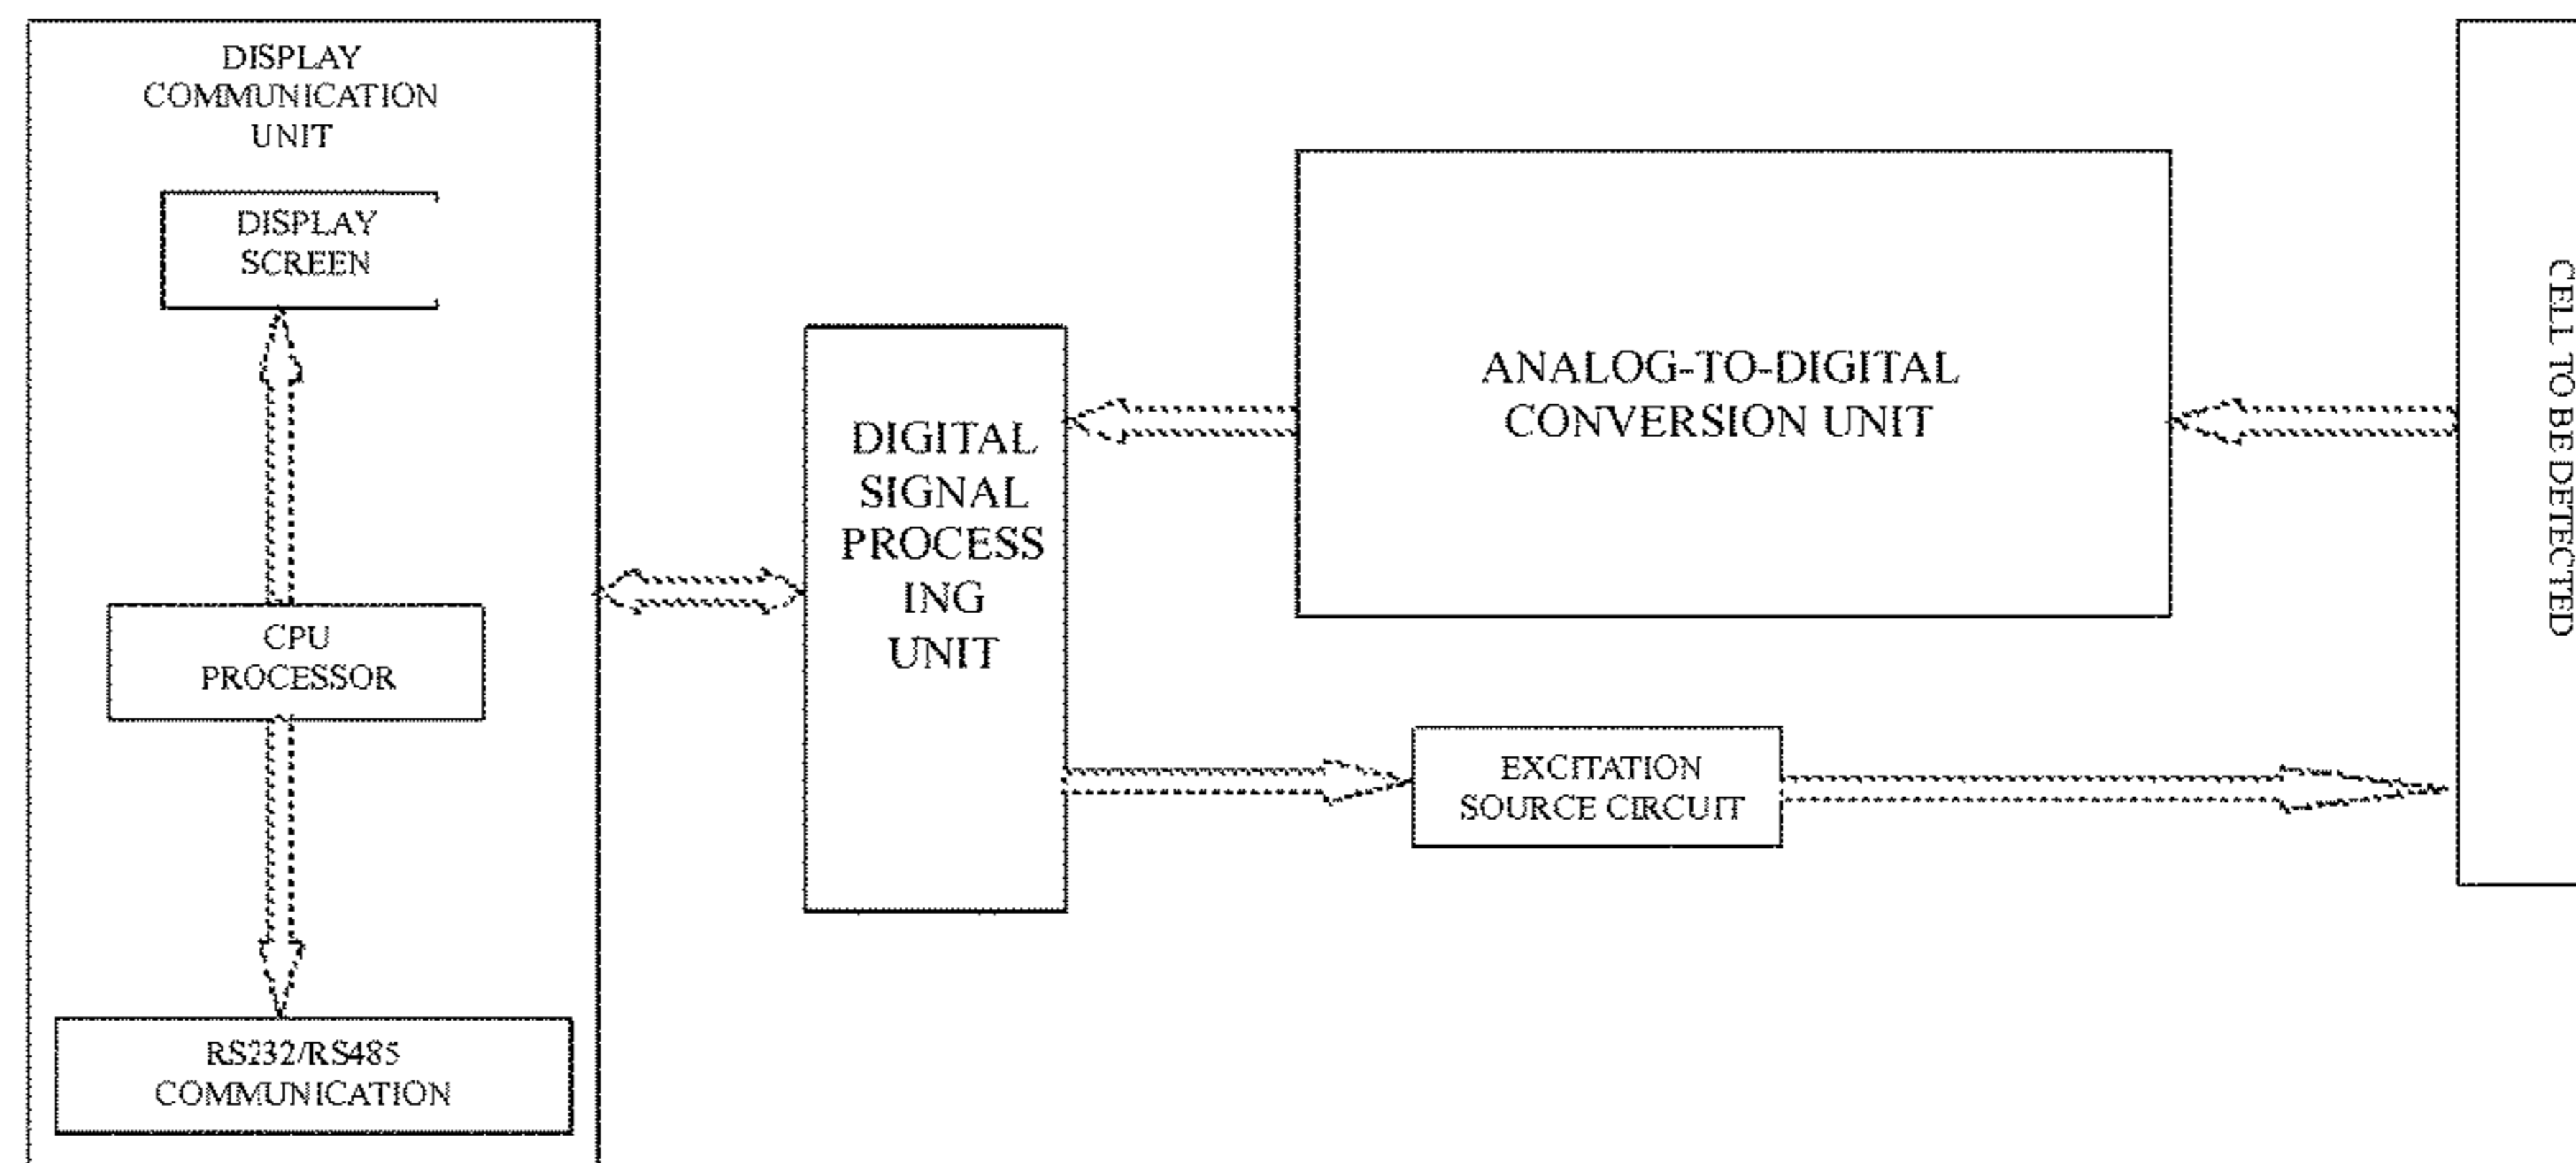 DISPLAY
COMMUNICATION
UNIT
DISPLAY
SCREEN
CPU
PROCESSOR
RS232/RS485
COMMUNICATION
DIGITAL
SIGNAL
PROCESS
ING
UNIT
ANALOG-TO-DIGITAL
CONVERSION UNIT
EXCITATION
SOURCE CIRCUIT
CELL TO BE DETECTED